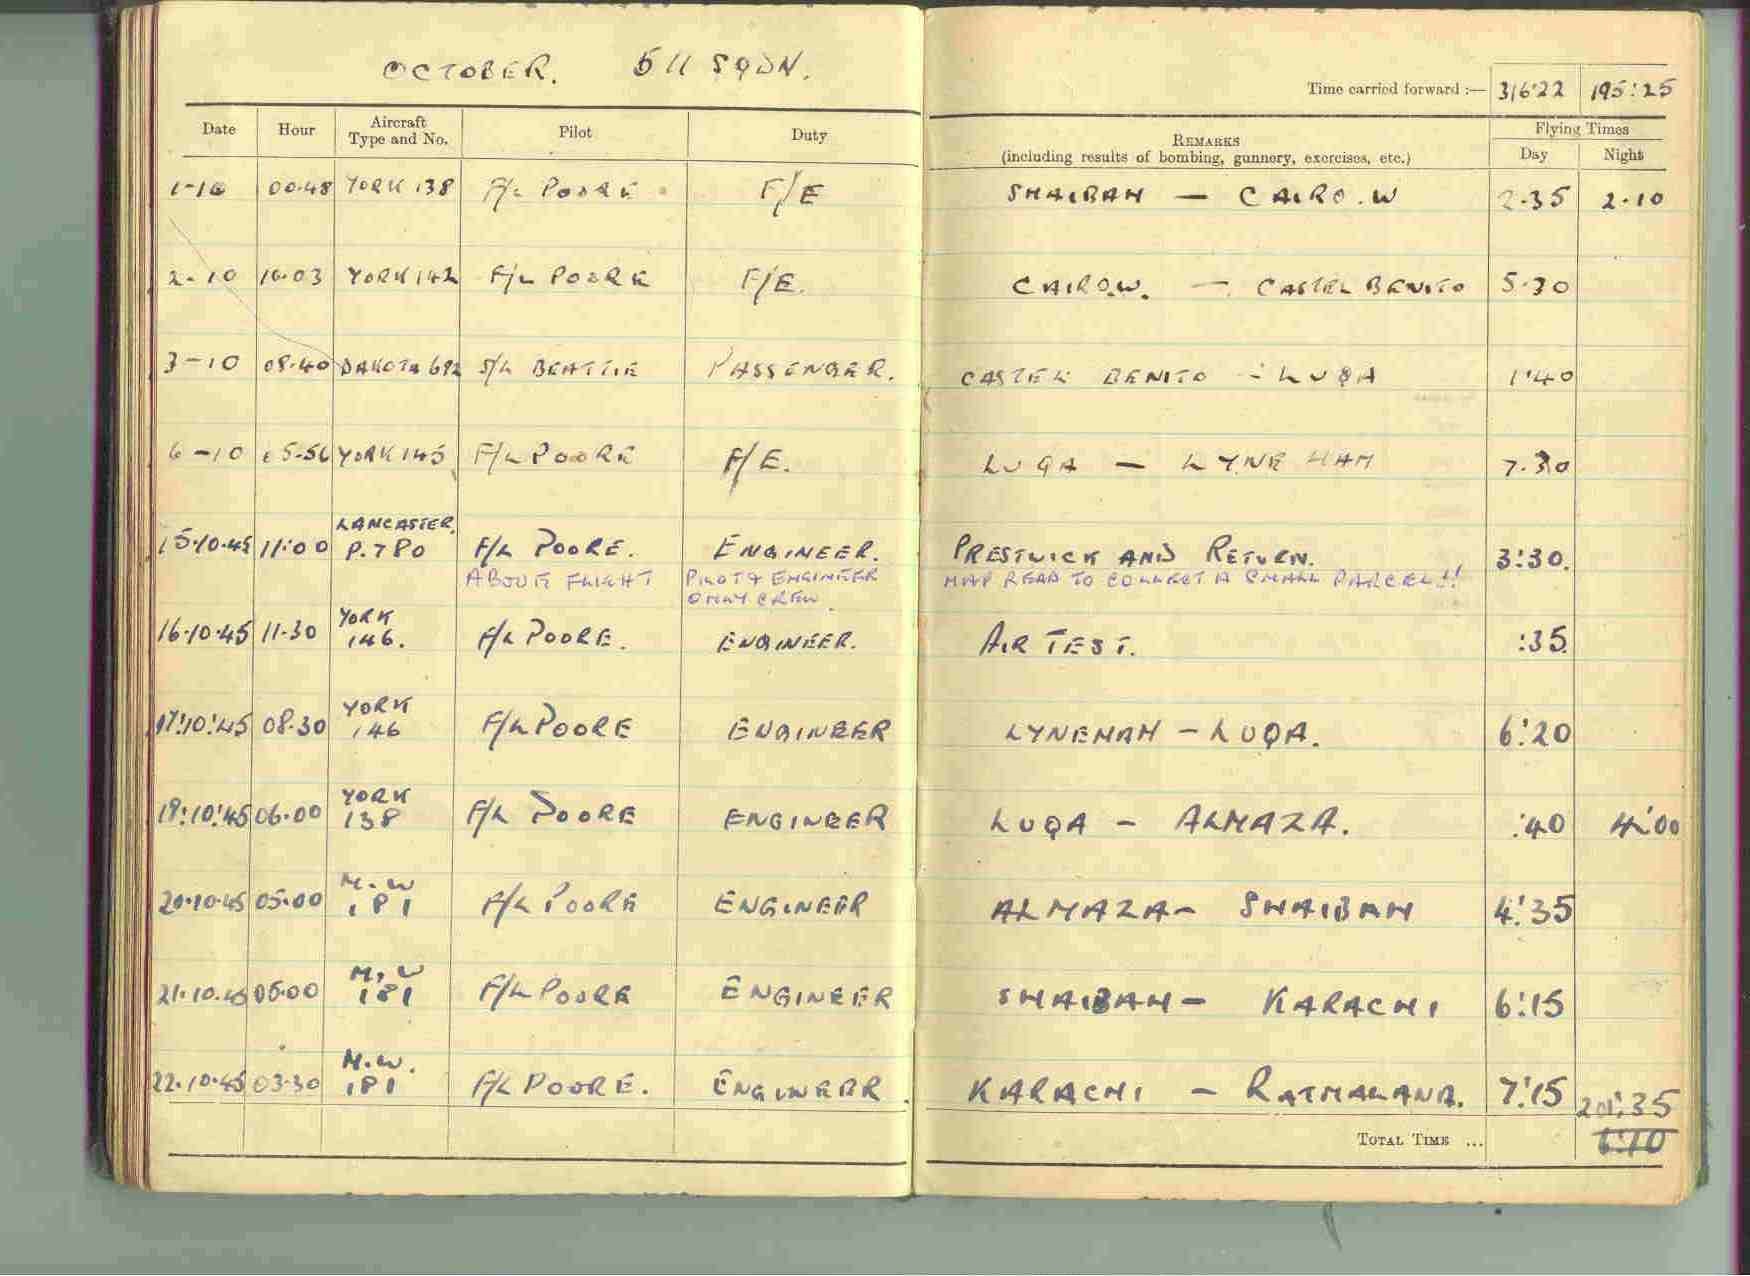 OCTOBER. 511 SQDN.
Time carried forward :— 316:22 195:25
Date Hour Aircraft Type and No. Pilot Duty REMARKS (including results of bombing, gunnery, exercises, etc.) Flying Times Day Night
1-10 00.48 YORK 138 F/L POORE F/E SHAIBAH — CAIRO.W 2.35 2.10
2-10 10.03 YORK 142 F/L POORE F/E. CAIRO.W. — CASTEL BENITO 5.30
3-10 08.40 DAKOTA 692 S/L BEATTIE PASSENGER. CASTEL BENITO - LUQA 1.40
6-10 05.56 YORK 145 F/L POORE F/E. LUQA — LYNEHAM 7.30
15.10.45 11:00 LANCASTER. P.780 F/L POORE. ENGINEER. PRESTWICK AND RETURN. 3:30.
ABOVE FLIGHT PILOT & ENGINEER ONLY CREW. MAP READ TO COLLECT A SMALL PARCEL!!
16.10.45 11.30 YORK 146. F/L POORE. ENGINEER. AIR TEST. :35
17:10:45 08.30 YORK 146 F/L POORE ENGINEER LYNEHAM - LUQA. 6:20
19:10:45 06.00 YORK 138 F/L POORE ENGINEER LUQA - ALMAZA. :40 4:00
20.10.45 05.00 M.W 181 F/L POORE ENGINEER ALMAZA - SHAIBAH 4:35
21.10.45 05.00 M.W 181 F/L POORE ENGINEER SHAIBAH - KARACHI 6:15
22.10.45 03.30 M.W. 181 F/L POORE. ENGINEER. KARACHI - RATMALANA. 7:15
201:35
TOTAL TIME ... 6:10